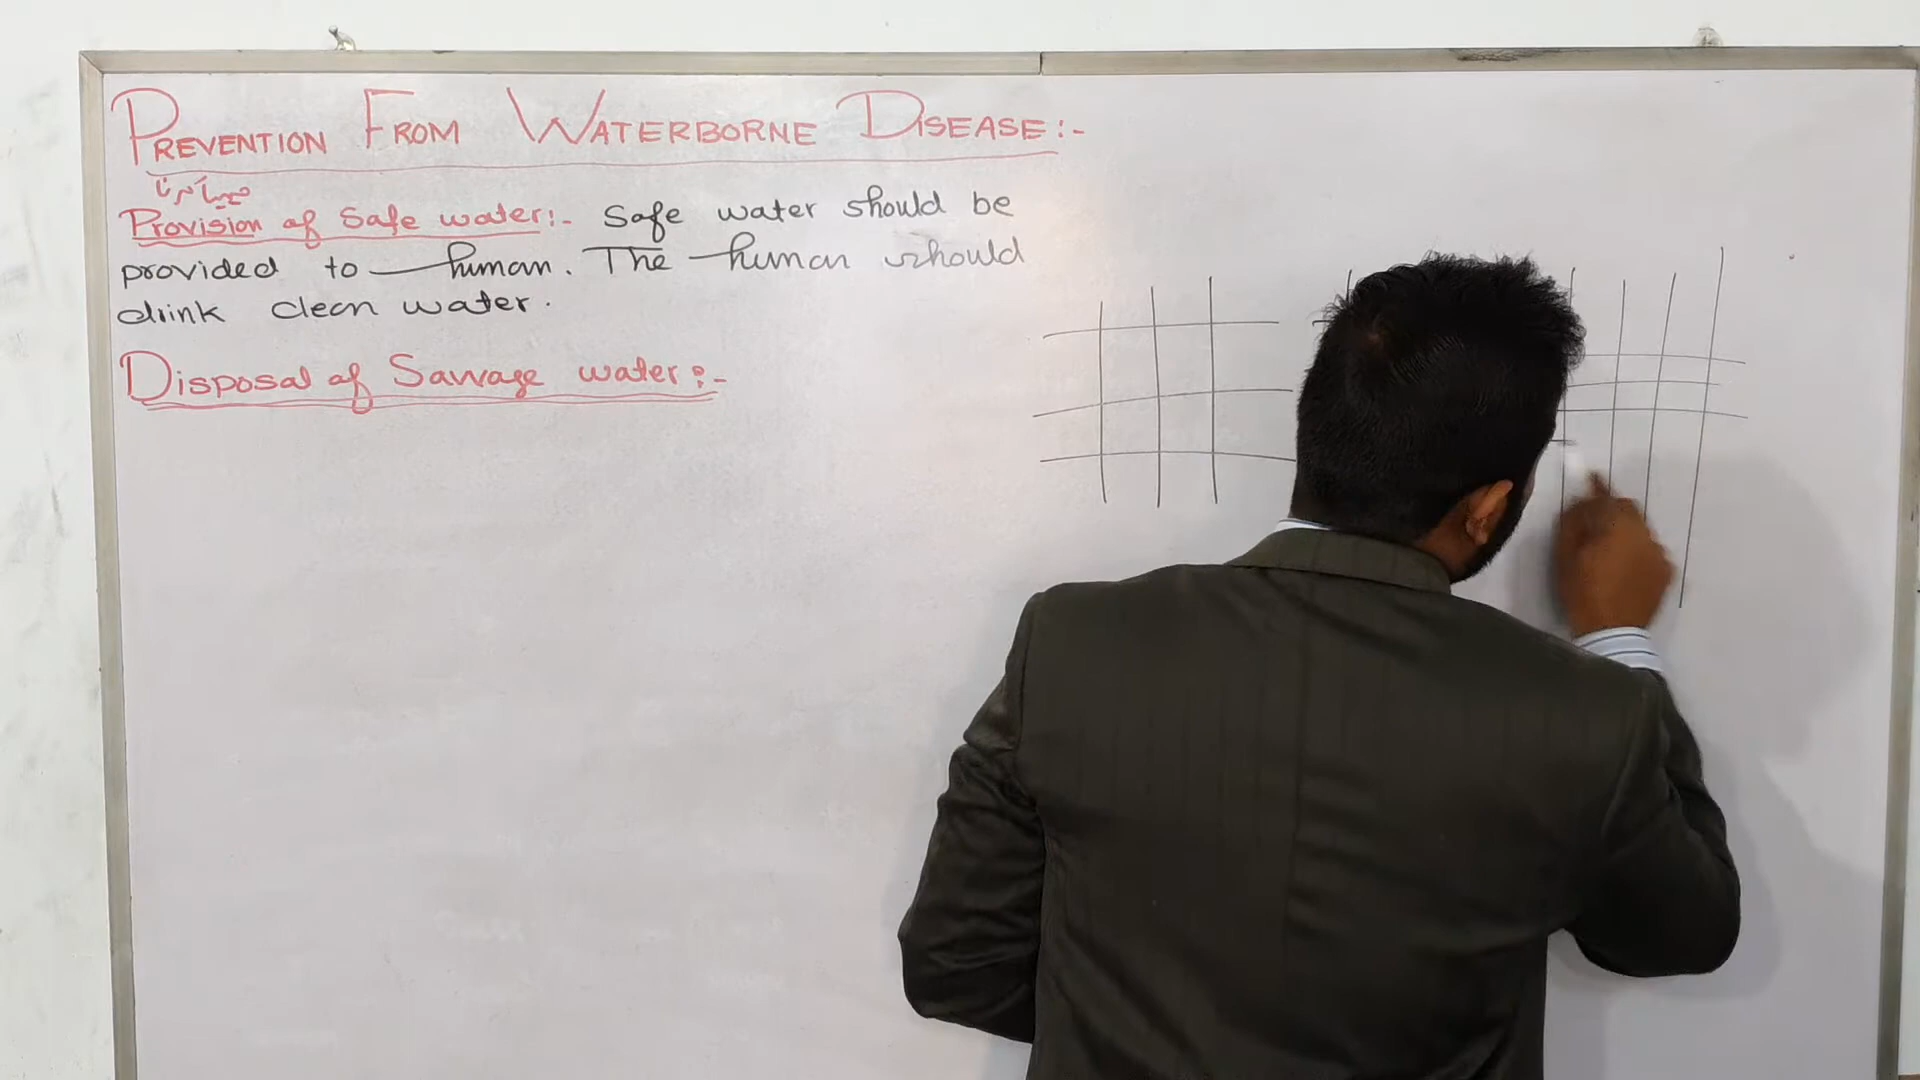 PREVENTION FROM WATERBORNE DISEASE:-
مہیا کرنا
Provision of Safe water:- Safe water should be
provided to human. The human should
drink clean water.
Disposal of Sawage water:-